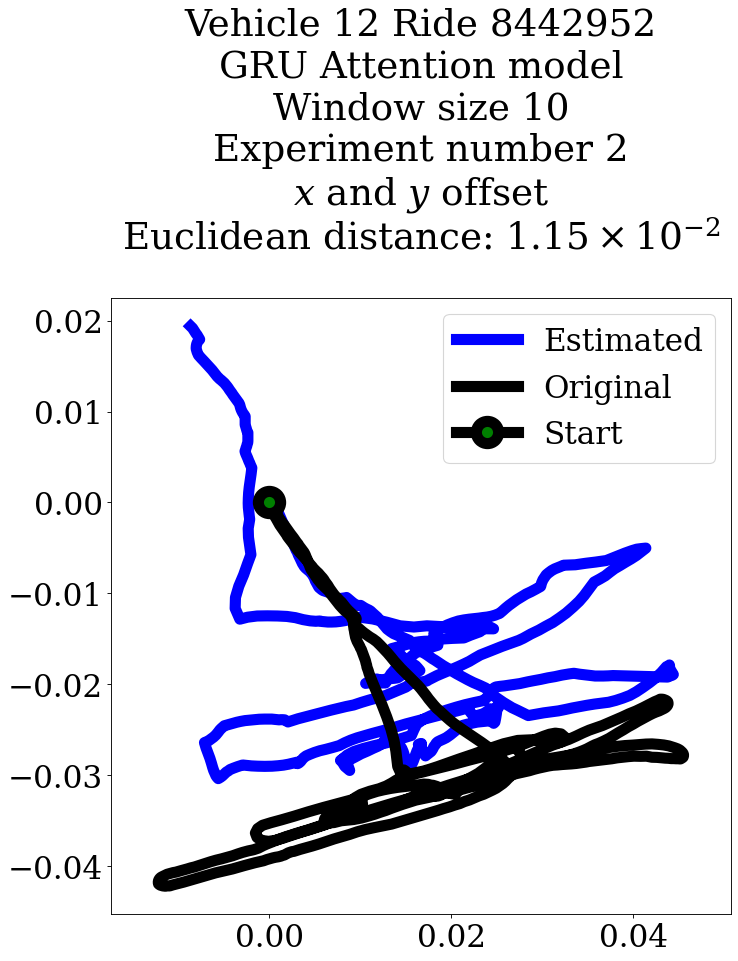 Vehicle 12 Ride 8442952
GRU Attention model
Window size 10
Experiment number 2
x and y offset
Euclidean distance: 1.15 × 10⁻²
Estimated
Original
Start
0.02
0.01
0.00
−0.01
−0.02
−0.03
−0.04
0.00 0.02 0.04